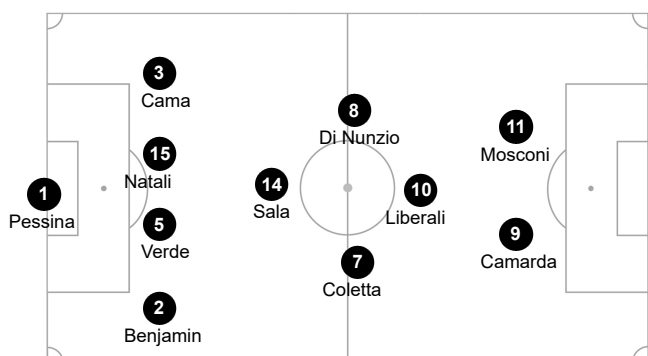 3
Cama
8
Di Nunzio
11
Mosconi
15
Natali
14
Sala
10
Liberali
1
Pessina
5
Verde
9
Camarda
7
Coletta
2
Benjamin